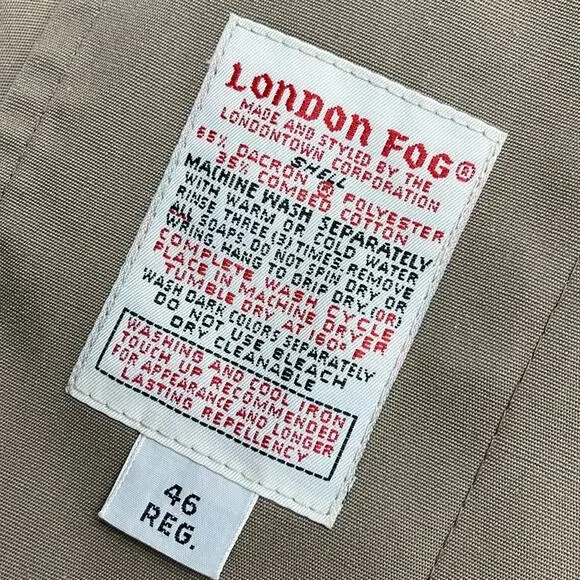 LONDON FOG®
MADE AND STYLED BY THE
LONDONTOWN CORPORATION
SHELL
65% DACRON ® POLYESTER
35% COMBED COTTON
MACHINE WASH SEPARATELY
WITH WARM OR COLD WATER
RINSE THREE (3) TIMES, REMOVE
ALL SOAPS. DO NOT SPIN DRY OR
WRING. HANG TO DRIP DRY. (OR)
COMPLETE WASH CYCLE
PLACE IN MACHINE DRYER
TUMBLE DRY AT 160° F
WASH DARK COLORS SEPARATELY
DO NOT USE BLEACH
DRY CLEANABLE
WASHING AND COOL IRON
TOUCH UP RECOMMENDED
FOR APPEARANCE AND LONGER
LASTING REPELLENCY
46
REG.